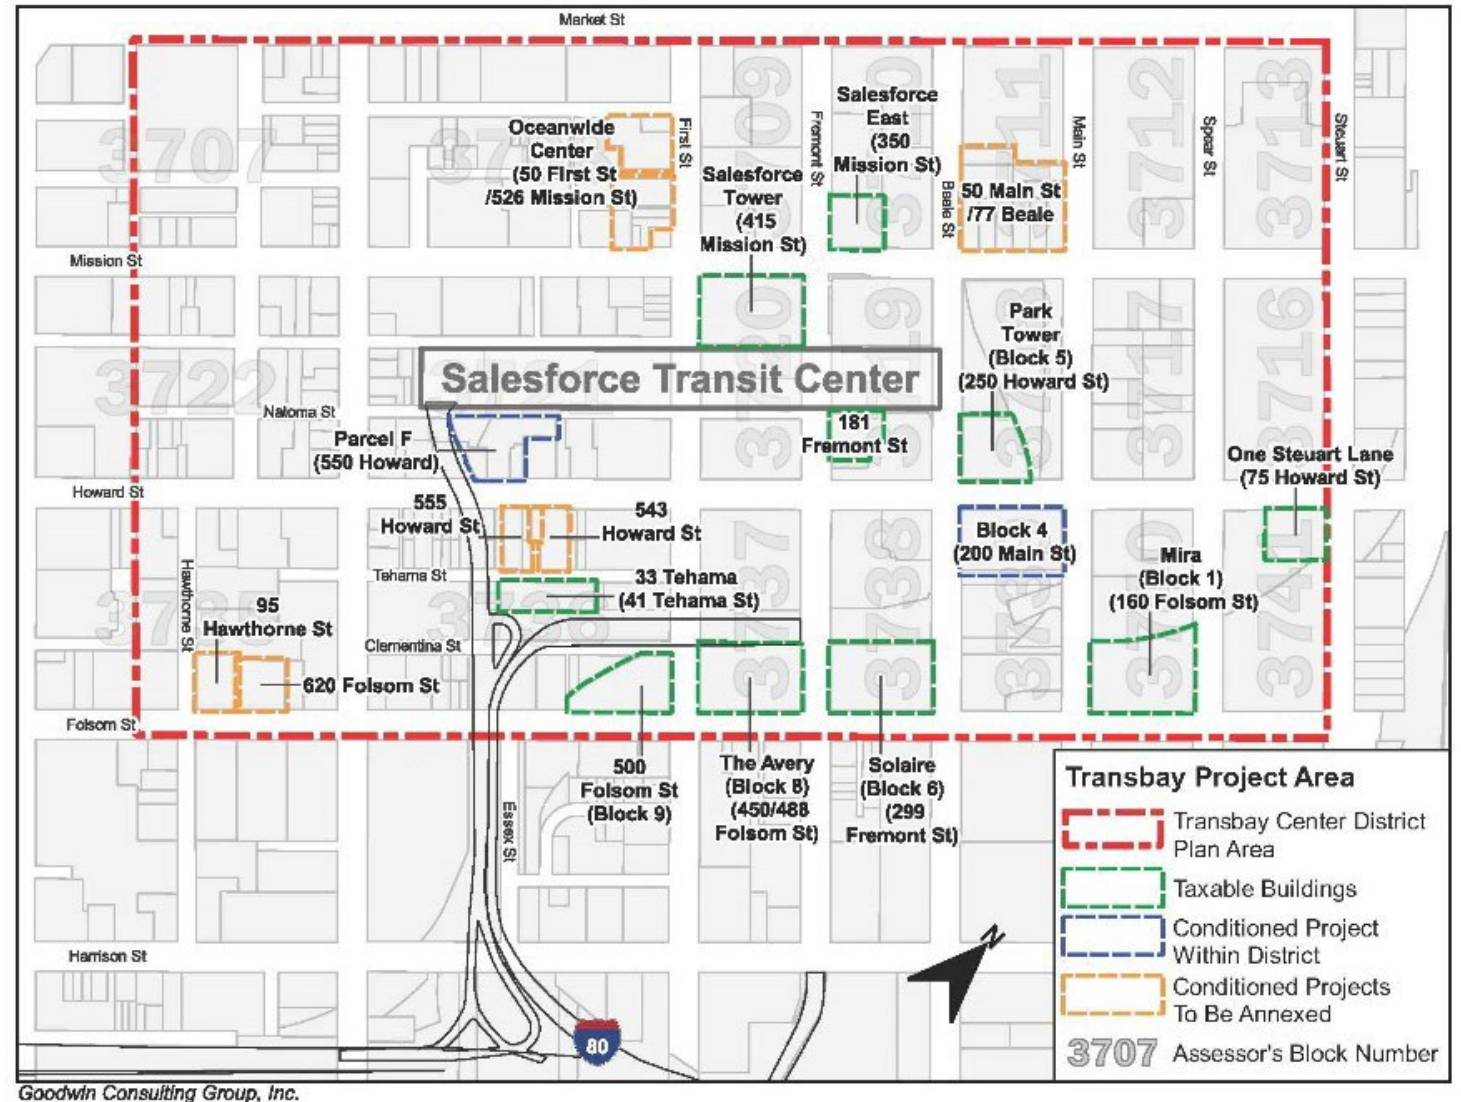 Market St
3707
3708
3709
3710
3711
3712
3713
Oceanwide
Center
(50 First St
/526 Mission St)
First St
Salesforce
Tower
(415
Mission St)
Fremont St
Salesforce
East
(350
Mission St)
Beale St
50 Main St
/77 Beale
Main St
Spear St
Steuart St
Mission St
3722
3721
3720
3719
3718
3717
3716
Salesforce Transit Center
Park
Tower
(Block 5)
(250 Howard St)
Natoma St
Parcel F
(550 Howard)
181
Fremont St
One Steuart Lane
(75 Howard St)
Howard St
555
Howard St
543
Howard St
Block 4
(200 Main St)
Mira
(Block 1)
(160 Folsom St)
Tehama St
33 Tehama
(41 Tehama St)
Hawthorne St
3735
3736
3737
3738
3739
3741
95
Hawthorne St
Clementina St
620 Folsom St
Folsom St
500
Folsom St
(Block 9)
The Avery
(Block 8)
(450/488
Folsom St)
Solaire
(Block 6)
(299
Fremont St)
Essex St
Harrison St
80
N
Transbay Project Area
Transbay Center District
Plan Area
Taxable Buildings
Conditioned Project
Within District
Conditioned Projects
To Be Annexed
3707 Assessor's Block Number
Goodwin Consulting Group, Inc.